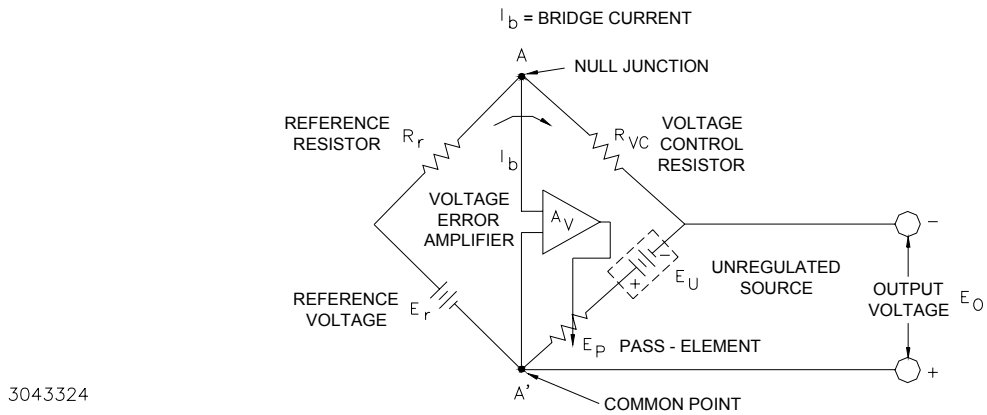 I b = BRIDGE CURRENT
A
NULL JUNCTION
REFERENCE
RESISTOR
R r
I b
R VC
VOLTAGE
CONTROL
RESISTOR
VOLTAGE
ERROR
AMPLIFIER
A V
-
+
-
E U
UNREGULATED
SOURCE
REFERENCE
VOLTAGE
E r
OUTPUT
VOLTAGE
E O
E P
PASS - ELEMENT
+
A'
COMMON POINT
3043324